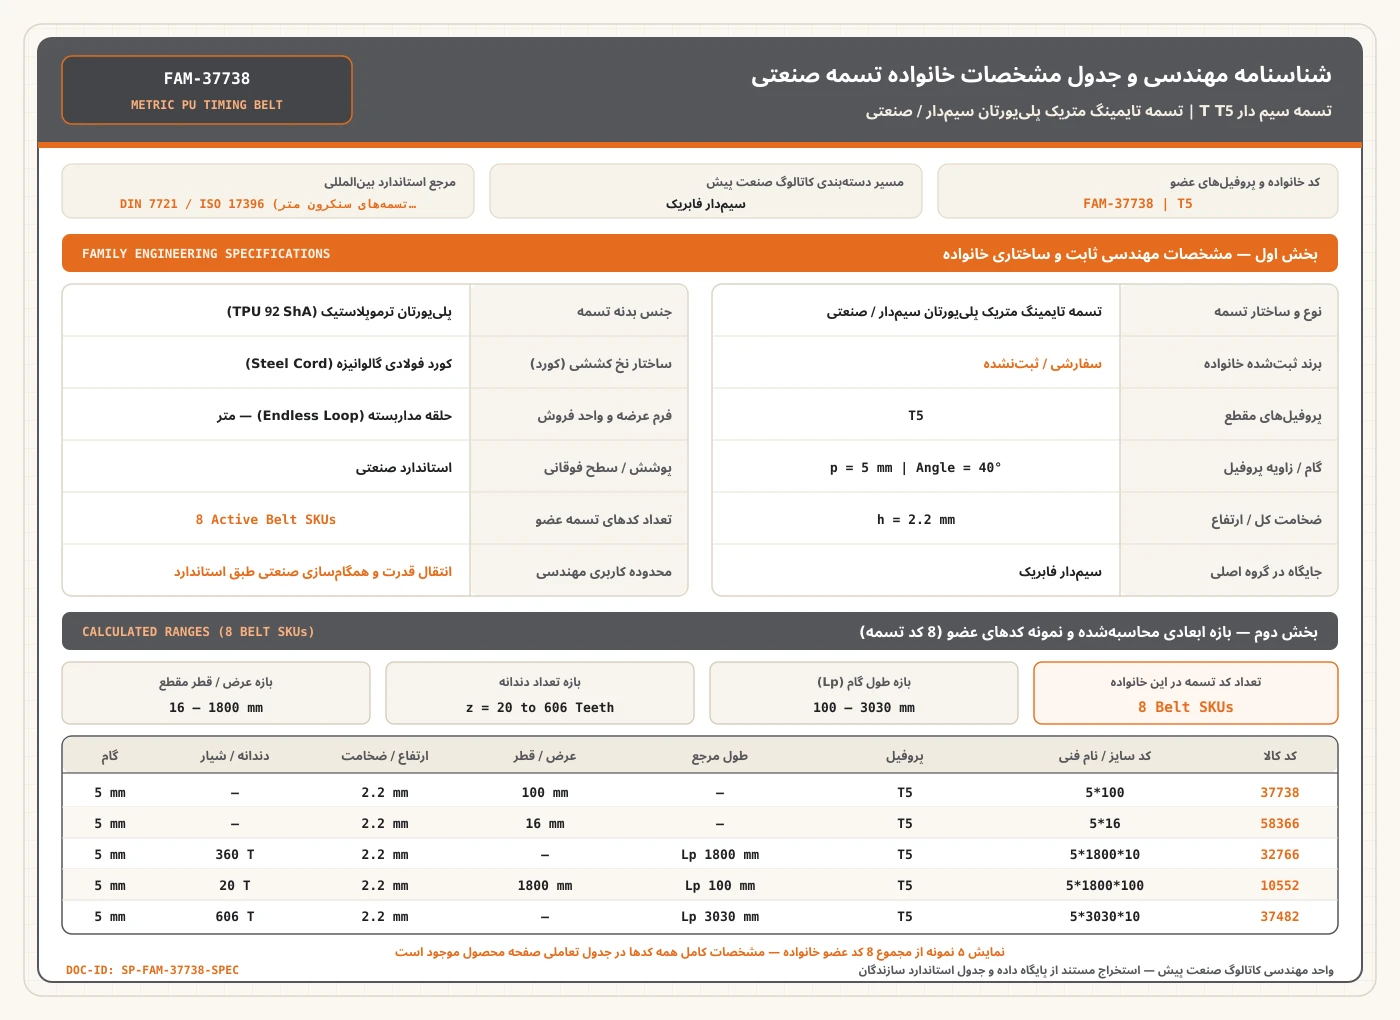 شناسنامه مهندسی و جدول مشخصات خانواده تسمه صنعتی
تسمه سیم دار T T5 | تسمه تایمینگ متریک پلی‌یورتان سیم‌دار / صنعتی
FAM-37738
METRIC PU TIMING BELT
کد خانواده و پروفیل‌های عضو
FAM-37738 | T5
مسیر دسته‌بندی کاتالوگ صنعت پیش
سیم‌دار فابریک
مرجع استاندارد بین‌المللی
DIN 7721 / ISO 17396 (تسمه‌های سنکرون متر…
بخش اول — مشخصات مهندسی ثابت و ساختاری خانواده
FAMILY ENGINEERING SPECIFICATIONS
نوع و ساختار تسمه
تسمه تایمینگ متریک پلی‌یورتان سیم‌دار / صنعتی
برند ثبت‌شده خانواده
سفارشی / ثبت‌نشده
پروفیل‌های مقطع
T5
گام / زاویه پروفیل
p = 5 mm | Angle = 40°
ضخامت کل / ارتفاع
h = 2.2 mm
جایگاه در گروه اصلی
سیم‌دار فابریک
جنس بدنه تسمه
پلی‌یورتان ترموپلاستیک (TPU 92 ShA)
ساختار نخ کششی (کورد)
کورد فولادی گالوانیزه (Steel Cord)
فرم عرضه و واحد فروش
حلقه مداربسته (Endless Loop) — متر
پوشش / سطح فوقانی
استاندارد صنعتی
تعداد کدهای تسمه عضو
8 Active Belt SKUs
محدوده کاربری مهندسی
انتقال قدرت و همگام‌سازی صنعتی طبق استاندارد
بخش دوم — بازه ابعادی محاسبه‌شده و نمونه کدهای عضو (8 کد تسمه)
CALCULATED RANGES (8 BELT SKUs)
تعداد کد تسمه در این خانواده
8 Belt SKUs
بازه طول گام (Lp)
100 – 3030 mm
بازه تعداد دندانه
z = 20 to 606 Teeth
بازه عرض / قطر مقطع
16 – 1800 mm
کد کالا کد سایز / نام فنی پروفیل طول مرجع عرض / قطر ارتفاع / ضخامت دندانه / شیار گام
37738 5*100 T5 – 100 mm 2.2 mm – 5 mm
58366 5*16 T5 – 16 mm 2.2 mm – 5 mm
32766 5*1800*10 T5 Lp 1800 mm – 2.2 mm 360 T 5 mm
10552 5*1800*100 T5 Lp 100 mm 1800 mm 2.2 mm 20 T 5 mm
37482 5*3030*10 T5 Lp 3030 mm – 2.2 mm 606 T 5 mm
نمایش ۵ نمونه از مجموع 8 کد عضو خانواده — مشخصات کامل همه کدها در جدول تعاملی صفحه محصول موجود است
واحد مهندسی کاتالوگ صنعت پیش — استخراج مستند از پایگاه داده و جدول استاندارد سازندگان
DOC-ID: SP-FAM-37738-SPEC